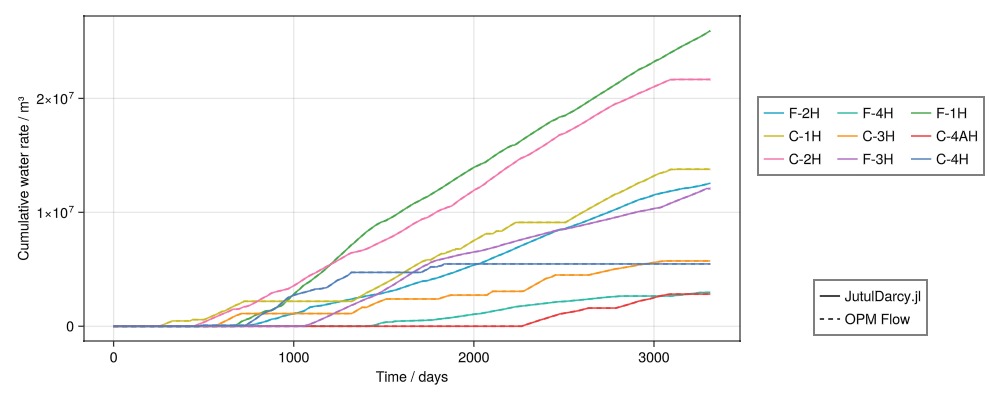 Cumulative water rate / m³
2×10⁷
1×10⁷
0
0 1000 2000 3000
Time / days
F-2H F-4H F-1H
C-1H C-3H C-4AH
C-2H F-3H C-4H
JutulDarcy.jl
OPM Flow